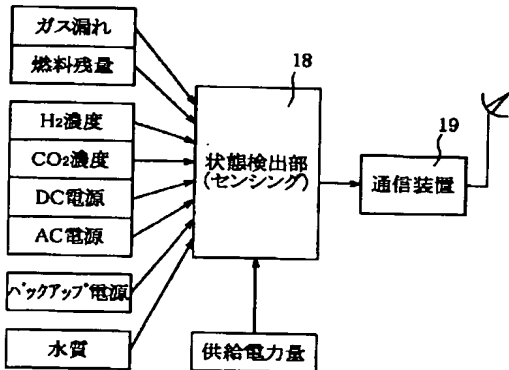 ガス漏れ
燃料残量
H₂濃度
CO₂濃度
DC電源
AC電源
バックアップ電源
水質
18
状態検出部
(センシング)
19
通信装置
供給電力量